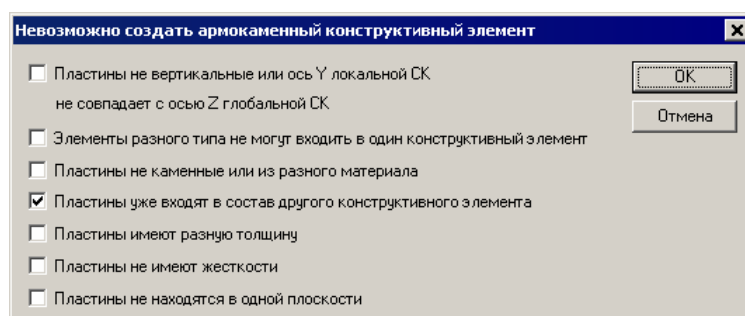 Невозможно создать армокаменный конструктивный элемент
Пластины не вертикальные или ось Y локальной СК
не совпадает с осью Z глобальной СК
OK
Отмена
Элементы разного типа не могут входить в один конструктивный элемент
Пластины не каменные или из разного материала
Пластины уже входят в состав другого конструктивного элемента
Пластины имеют разную толщину
Пластины не имеют жесткости
Пластины не находятся в одной плоскости